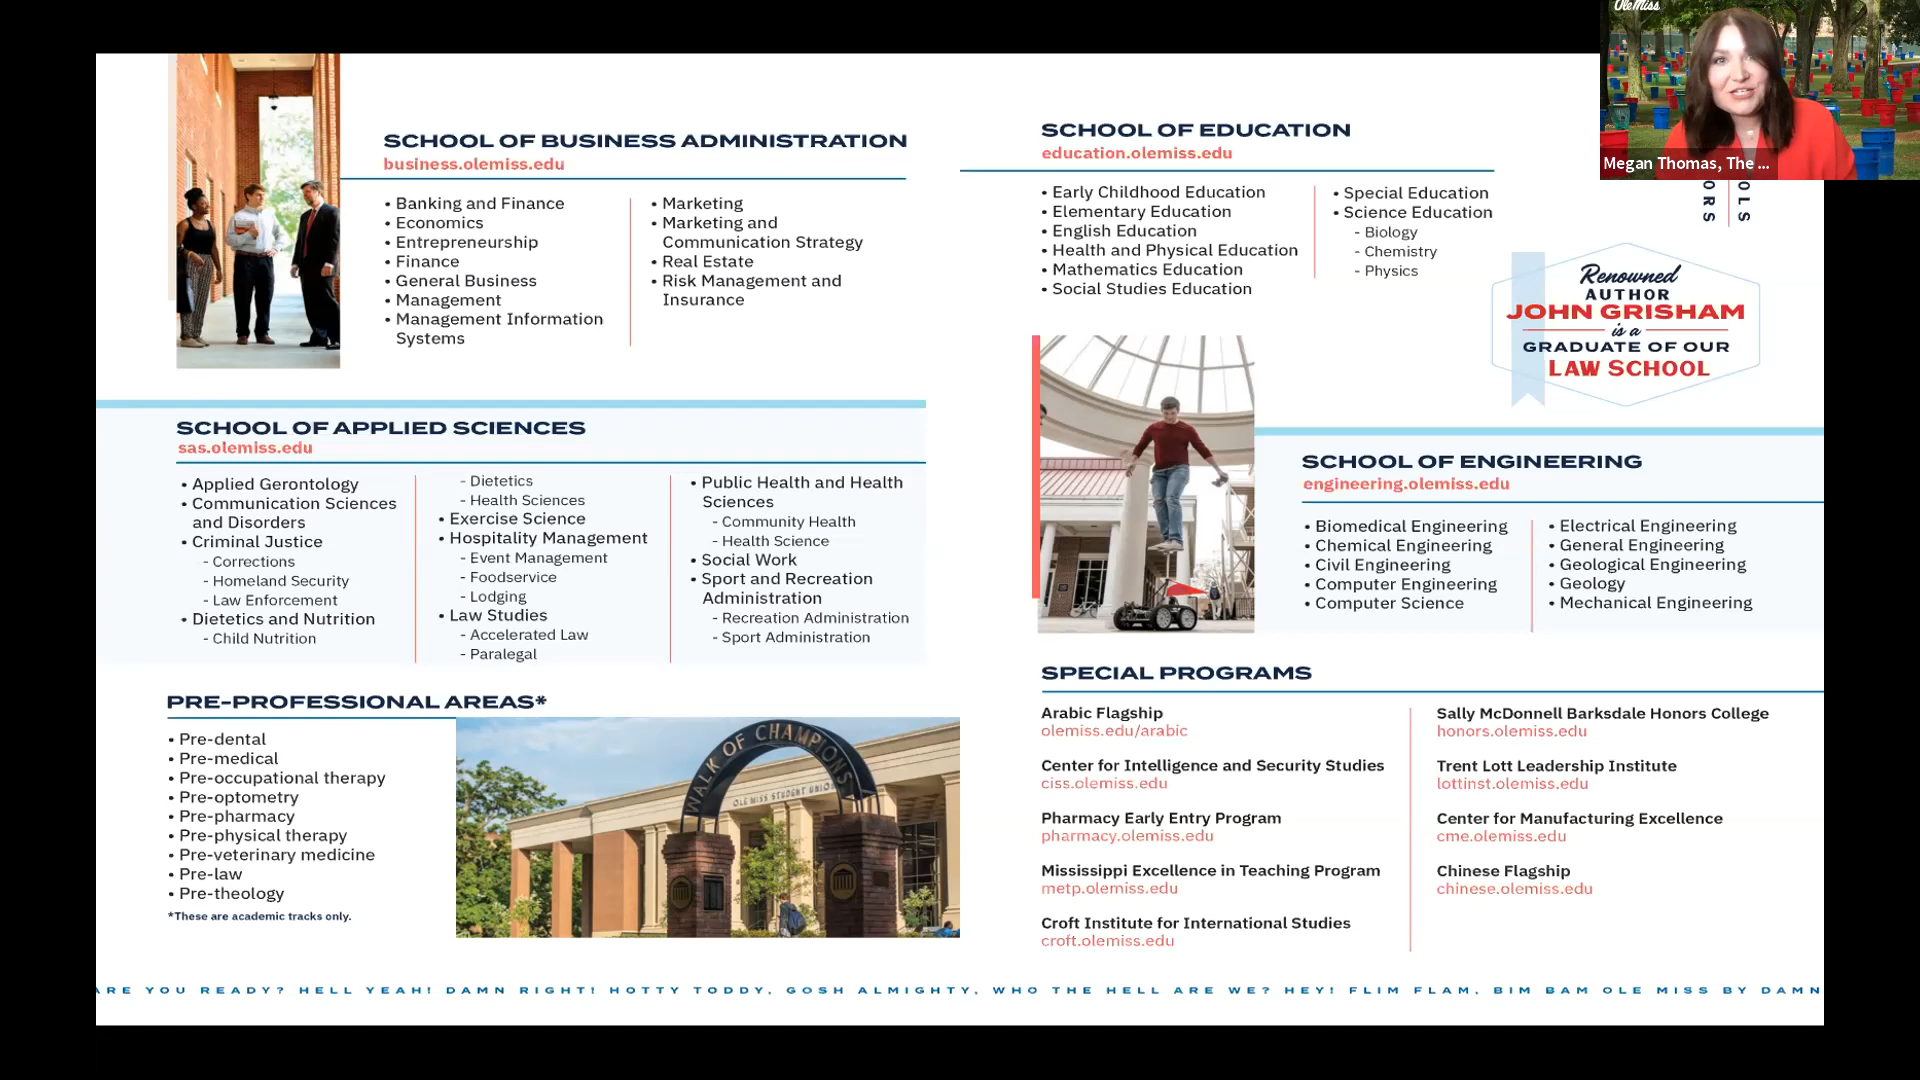 SCHOOL OF BUSINESS ADMINISTRATION
business.olemiss.edu
• Banking and Finance
• Economics
• Entrepreneurship
• Finance
• General Business
• Management
• Management Information
Systems
• Marketing
• Marketing and
Communication Strategy
• Real Estate
• Risk Management and
Insurance
SCHOOL OF APPLIED SCIENCES
sas.olemiss.edu
• Applied Gerontology
• Communication Sciences
and Disorders
• Criminal Justice
- Corrections
- Homeland Security
- Law Enforcement
• Dietetics and Nutrition
- Child Nutrition
- Dietetics
- Health Sciences
• Exercise Science
• Hospitality Management
- Event Management
- Foodservice
- Lodging
• Law Studies
- Accelerated Law
- Paralegal
• Public Health and Health
Sciences
- Community Health
- Health Science
• Social Work
• Sport and Recreation
Administration
- Recreation Administration
- Sport Administration
PRE-PROFESSIONAL AREAS*
• Pre-dental
• Pre-medical
• Pre-occupational therapy
• Pre-optometry
• Pre-pharmacy
• Pre-physical therapy
• Pre-veterinary medicine
• Pre-law
• Pre-theology
*These are academic tracks only.
WALK OF CHAMPIONS
OLE MISS STUDENT UNION
SCHOOL OF EDUCATION
education.olemiss.edu
• Early Childhood Education
• Elementary Education
• English Education
• Health and Physical Education
• Mathematics Education
• Social Studies Education
• Special Education
• Science Education
- Biology
- Chemistry
- Physics
Ole Miss
Megan Thomas, The ...
ORS
OLS
Renowned
AUTHOR
JOHN GRISHAM
is a
GRADUATE OF OUR
LAW SCHOOL
SCHOOL OF ENGINEERING
engineering.olemiss.edu
• Biomedical Engineering
• Chemical Engineering
• Civil Engineering
• Computer Engineering
• Computer Science
• Electrical Engineering
• General Engineering
• Geological Engineering
• Geology
• Mechanical Engineering
SPECIAL PROGRAMS
Arabic Flagship
olemiss.edu/arabic
Center for Intelligence and Security Studies
ciss.olemiss.edu
Pharmacy Early Entry Program
pharmacy.olemiss.edu
Mississippi Excellence in Teaching Program
metp.olemiss.edu
Croft Institute for International Studies
croft.olemiss.edu
Sally McDonnell Barksdale Honors College
honors.olemiss.edu
Trent Lott Leadership Institute
lottinst.olemiss.edu
Center for Manufacturing Excellence
cme.olemiss.edu
Chinese Flagship
chinese.olemiss.edu
ARE YOU READY? HELL YEAH! DAMN RIGHT! HOTTY TODDY, GOSH ALMIGHTY, WHO THE HELL ARE WE? HEY! FLIM FLAM, BIM BAM OLE MISS BY DAMN